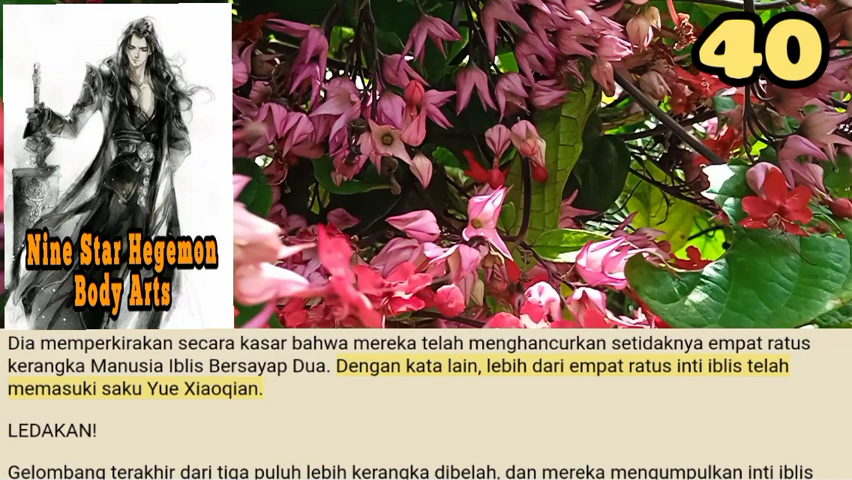 40
Nine Star Hegemon
Body Arts
Dia memperkirakan secara kasar bahwa mereka telah menghancurkan setidaknya empat ratus
kerangka Manusia Iblis Bersayap Dua. Dengan kata lain, lebih dari empat ratus inti iblis telah
memasuki saku Yue Xiaoqian.
LEDAKAN!
Gelombang terakhir dari tiga puluh lebih kerangka dibelah, dan mereka mengumpulkan inti iblis